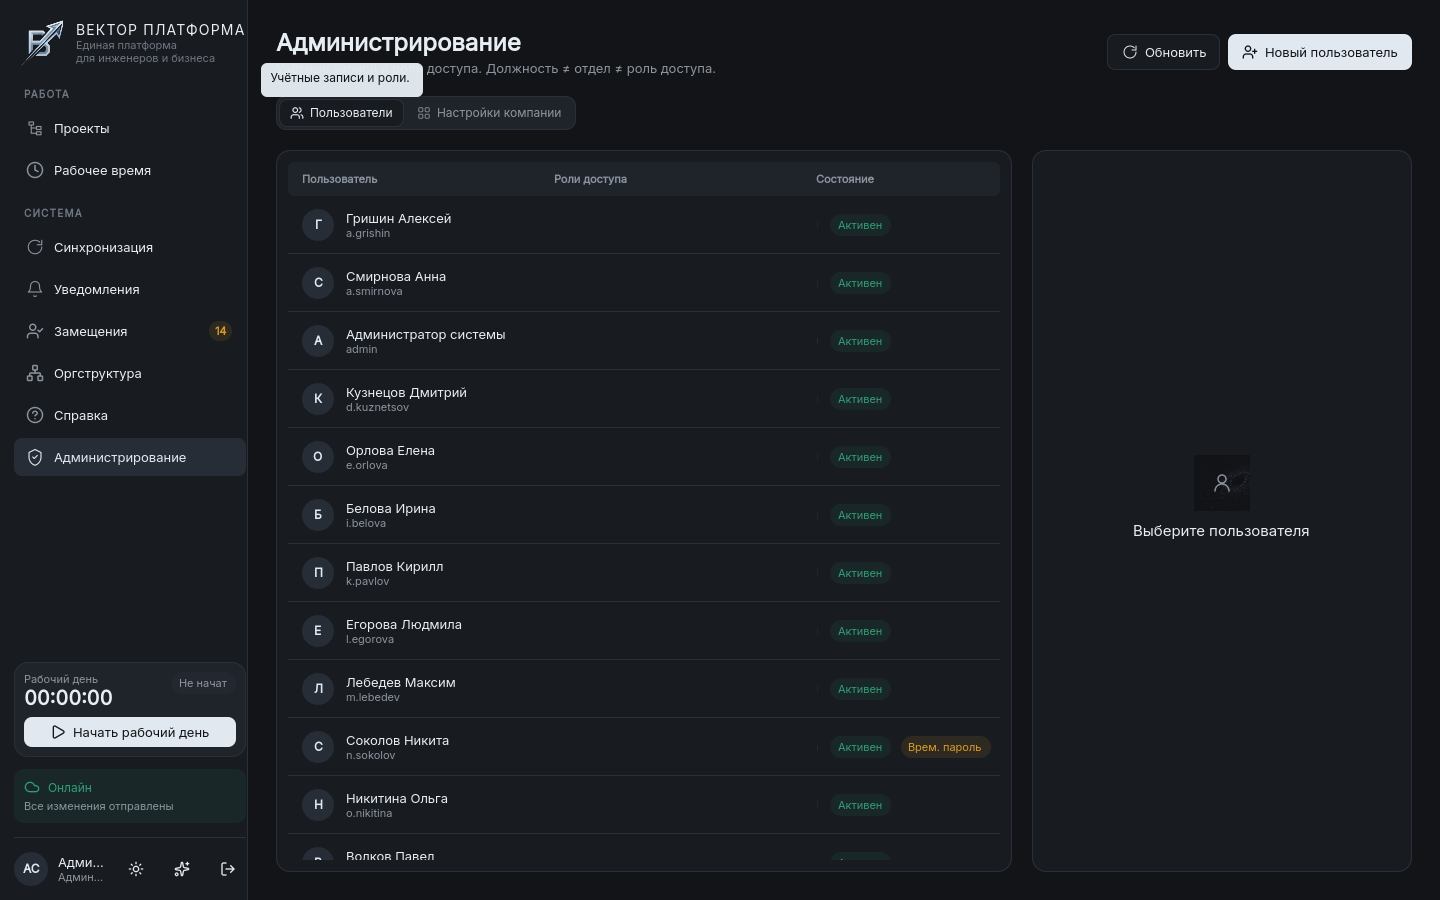 ВЕКТОР ПЛАТФОРМА
Единая платформа
для инженеров и бизнеса
РАБОТА
Проекты
Рабочее время
СИСТЕМА
Синхронизация
Уведомления
Замещения 14
Оргструктура
Справка
Администрирование
Рабочий день
Не начат
00:00:00
Начать рабочий день
Онлайн
Все изменения отправлены
АС
Адми...
Админ...
Администрирование
доступа. Должность ≠ отдел ≠ роль доступа.
Учётные записи и роли.
Обновить
Новый пользователь
Пользователи
Настройки компании
Пользователь Роли доступа Состояние
Г Гришин Алексей Активен
a.grishin
С Смирнова Анна Активен
a.smirnova
А Администратор системы Активен
admin
К Кузнецов Дмитрий Активен
d.kuznetsov
О Орлова Елена Активен
e.orlova
Б Белова Ирина Активен
i.belova
П Павлов Кирилл Активен
k.pavlov
Е Егорова Людмила Активен
l.egorova
Л Лебедев Максим Активен
m.lebedev
С Соколов Никита Активен Врем. пароль
n.sokolov
Н Никитина Ольга Активен
o.nikitina
Волков Павел
Выберите пользователя